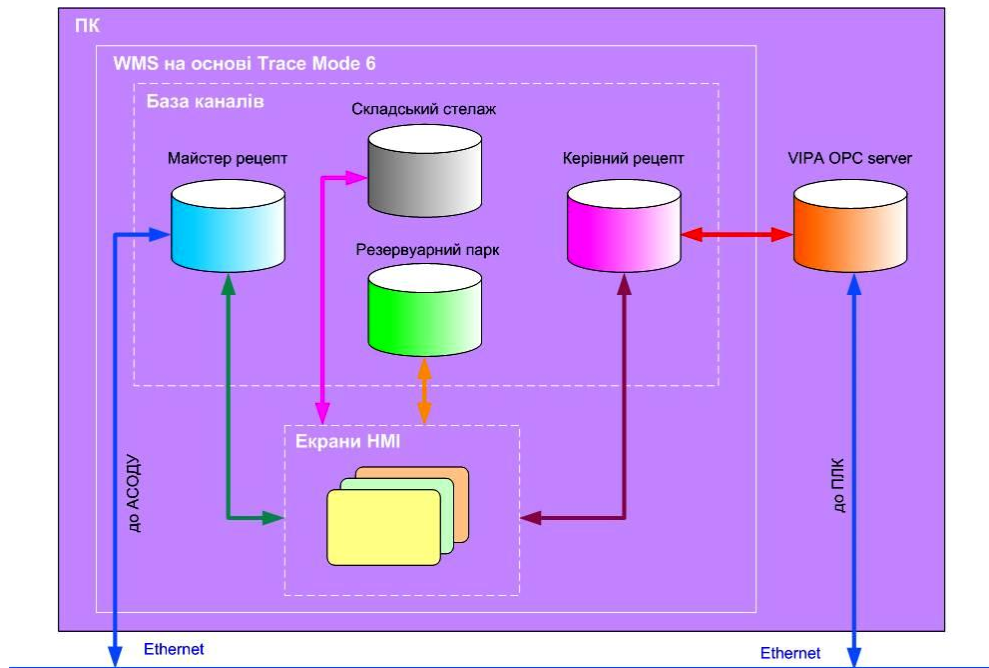 ПК
WMS на основі Trace Mode 6
База каналів
Складський стелаж
Майстер рецепт
Керівний рецепт
VIPA OPC server
Резервуарний парк
Екрани HMI
до АСОДУ
до ПЛК
Ethernet
Ethernet